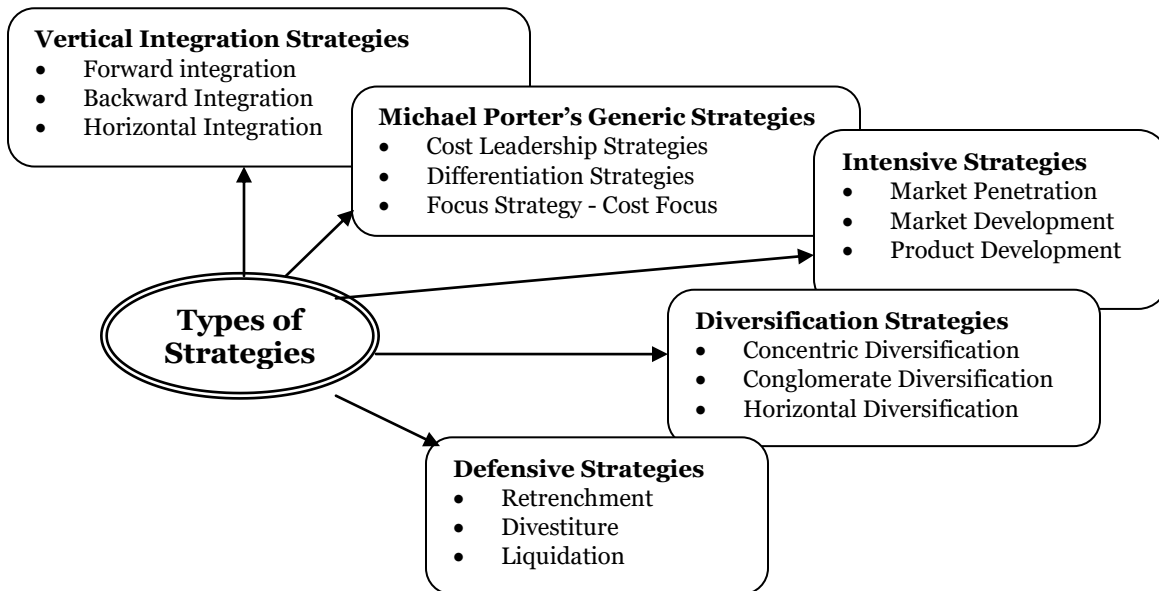 Vertical Integration Strategies
• Forward integration
• Backward Integration
• Horizontal Integration
Michael Porter’s Generic Strategies
• Cost Leadership Strategies
• Differentiation Strategies
• Focus Strategy - Cost Focus
Intensive Strategies
• Market Penetration
• Market Development
• Product Development
Types of
Strategies
Diversification Strategies
• Concentric Diversification
• Conglomerate Diversification
• Horizontal Diversification
Defensive Strategies
• Retrenchment
• Divestiture
• Liquidation